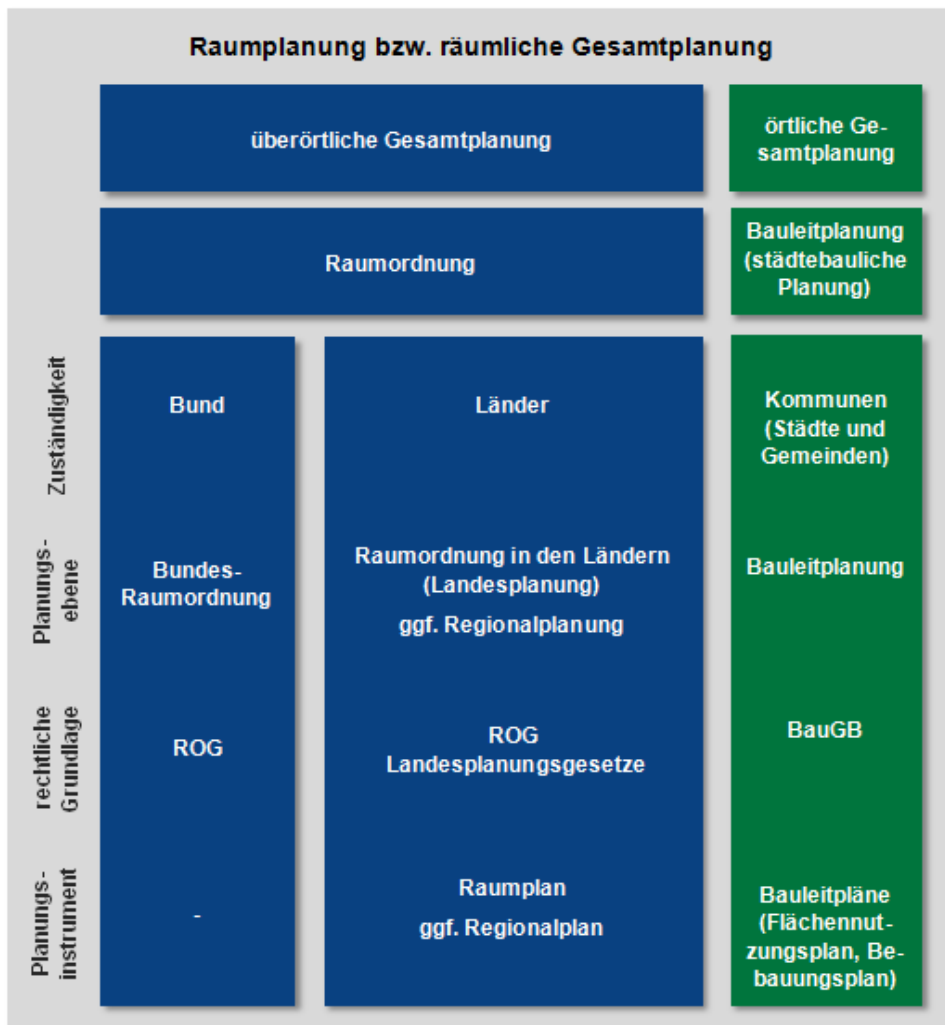 Raumplanung bzw. räumliche Gesamtplanung
überörtliche Gesamtplanung
örtliche Ge-
samtplanung
Raumordnung
Bauleitplanung
(städtebauliche
Planung)
Zuständigkeit
Bund
Länder
Kommunen
(Städte und
Gemeinden)
Planungs-
ebene
Bundes-
Raumordnung
Raumordnung in den Ländern
(Landesplanung)
ggf. Regionalplanung
Bauleitplanung
rechtliche
Grundlage
ROG
ROG
Landesplanungsgesetze
BauGB
Planungs-
instrument
-
Raumplan
ggf. Regionalplan
Bauleitpläne
(Flächennut-
zungsplan, Be-
bauungsplan)